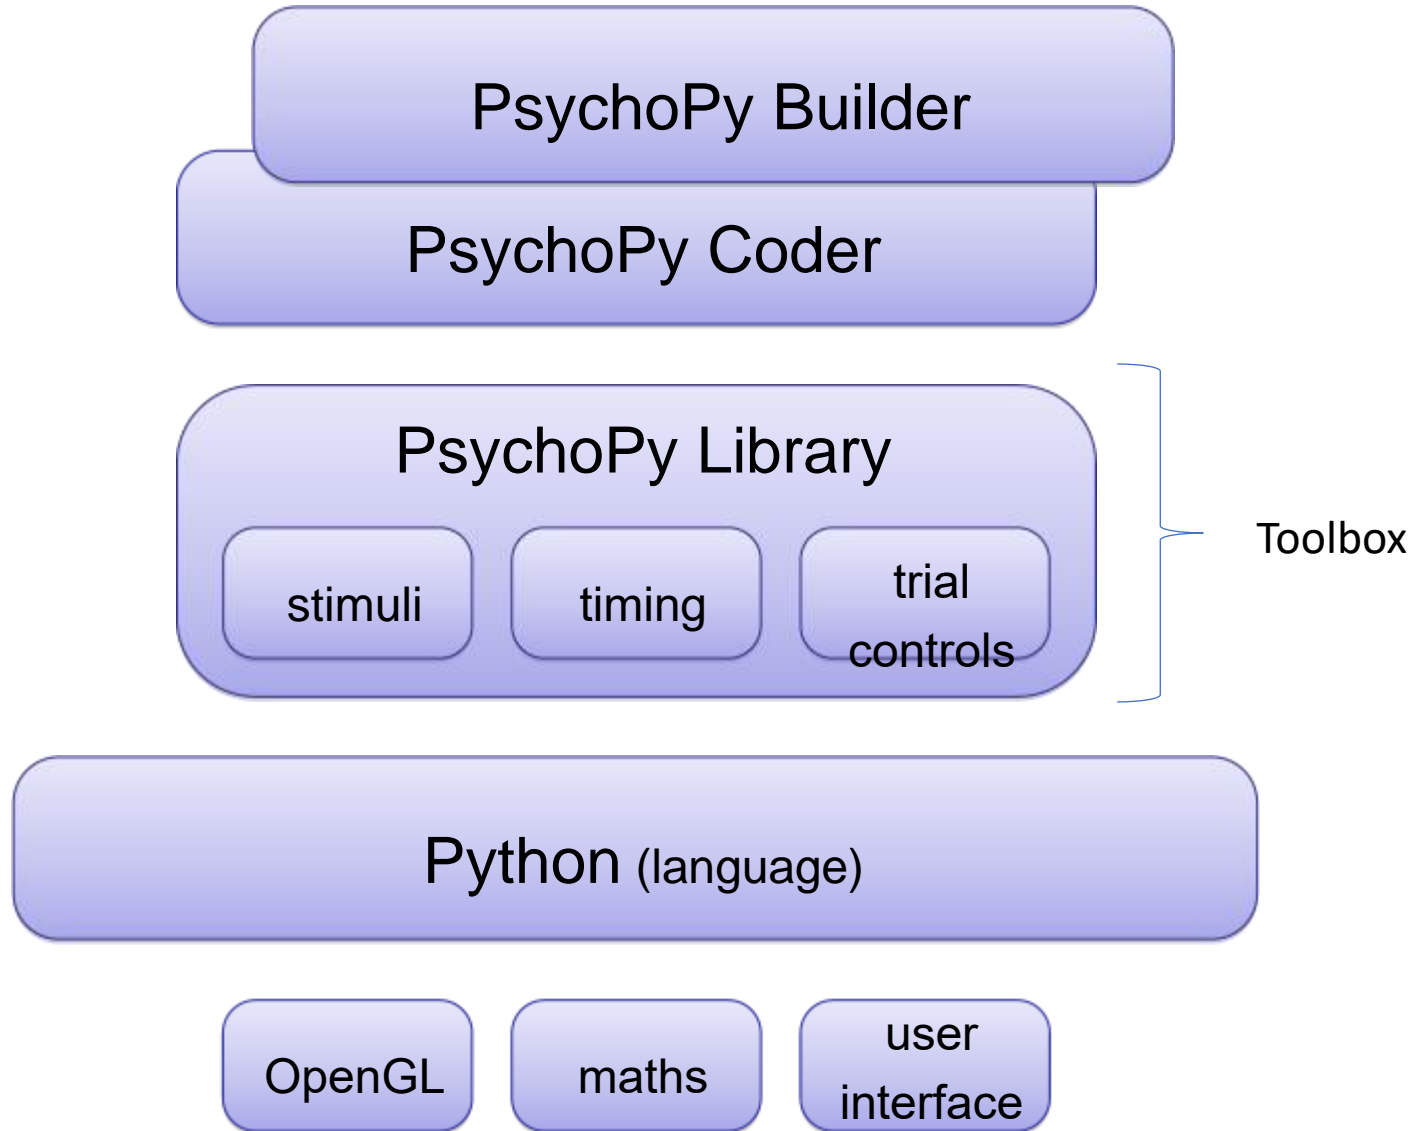 PsychoPy Builder
PsychoPy Coder
PsychoPy Library
stimuli
timing
trial
controls
Toolbox
Python (language)
OpenGL
maths
user
interface